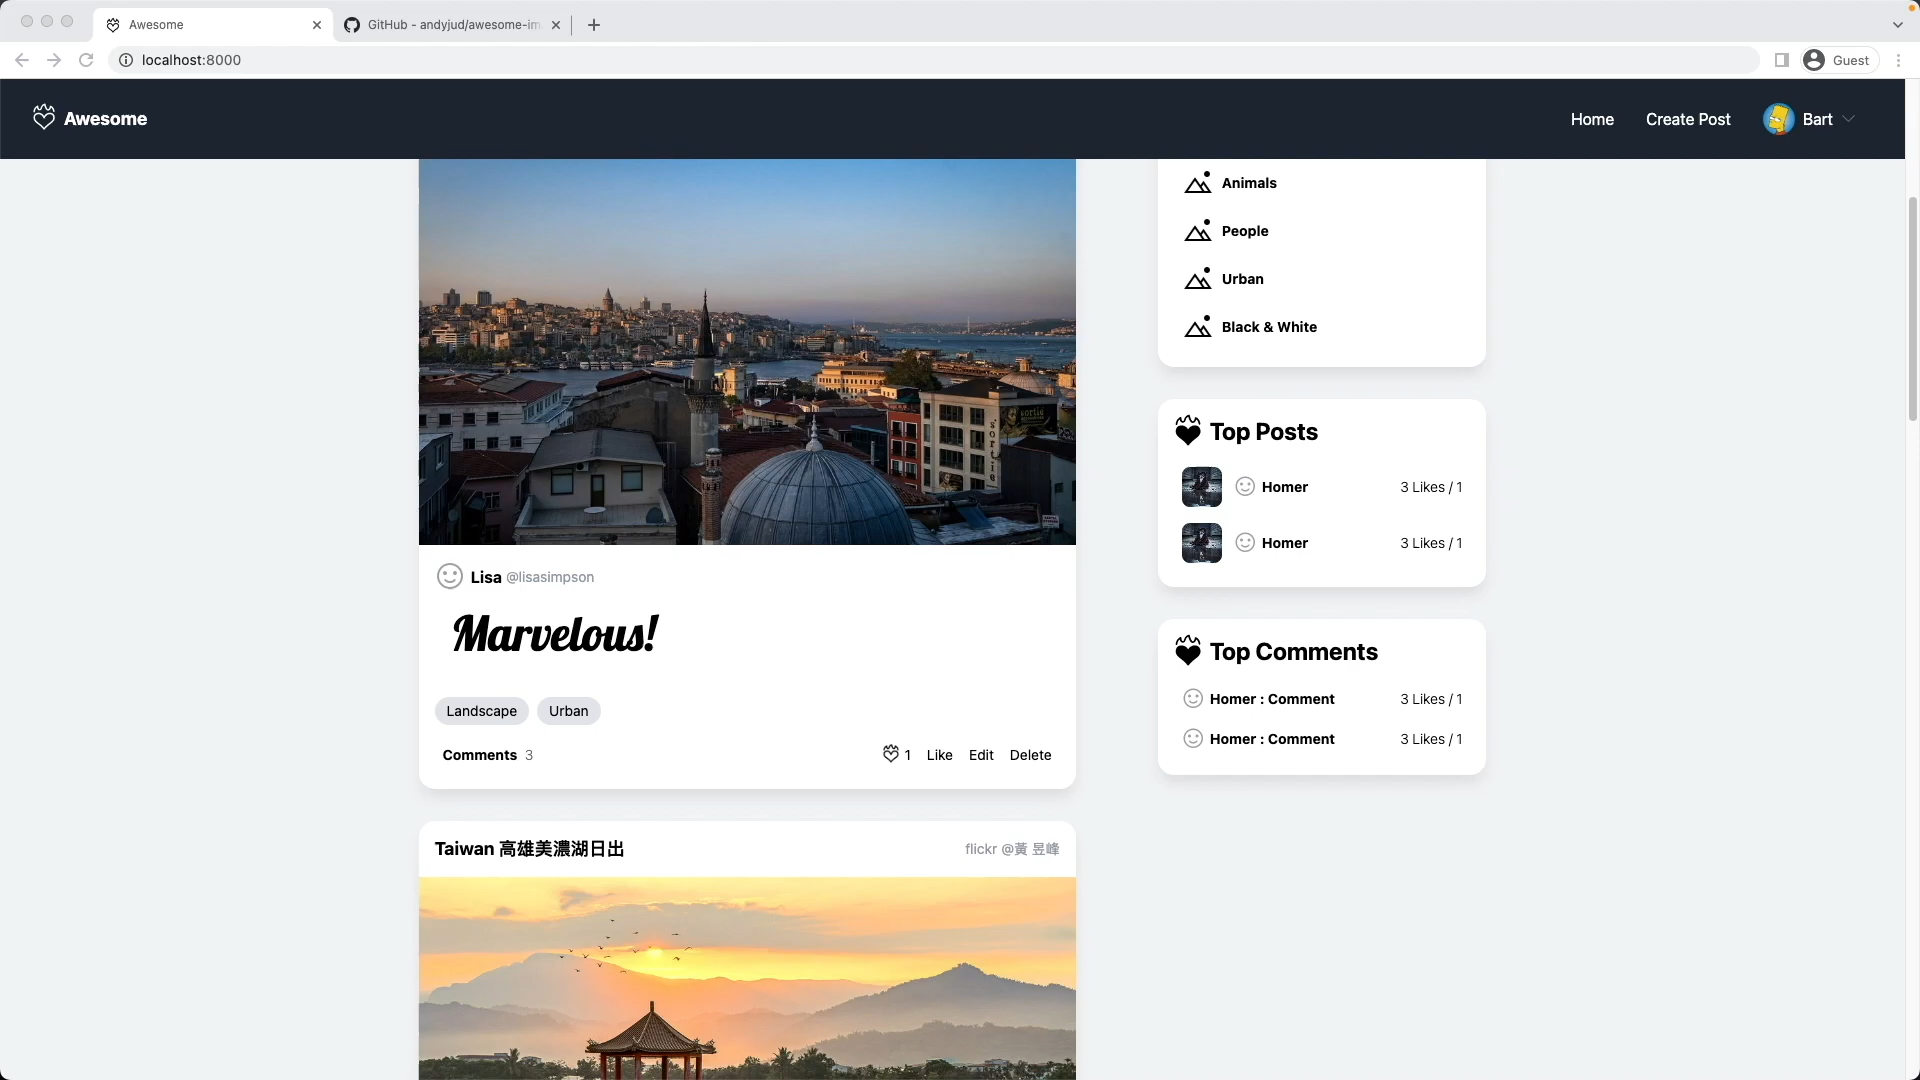 Awesome
GitHub - andyjud/awesome-im
localhost:8000
Guest
Awesome
Home
Create Post
Bart
Animals
People
Urban
Black & White
Top Posts
Homer 3 Likes / 1
Homer 3 Likes / 1
Top Comments
Homer : Comment 3 Likes / 1
Homer : Comment 3 Likes / 1
sortie
Lisa @lisasimpson
Marvelous!
Landscape Urban
Comments 3
1 Like Edit Delete
Taiwan 高雄美濃湖日出
flickr @黃 昱峰